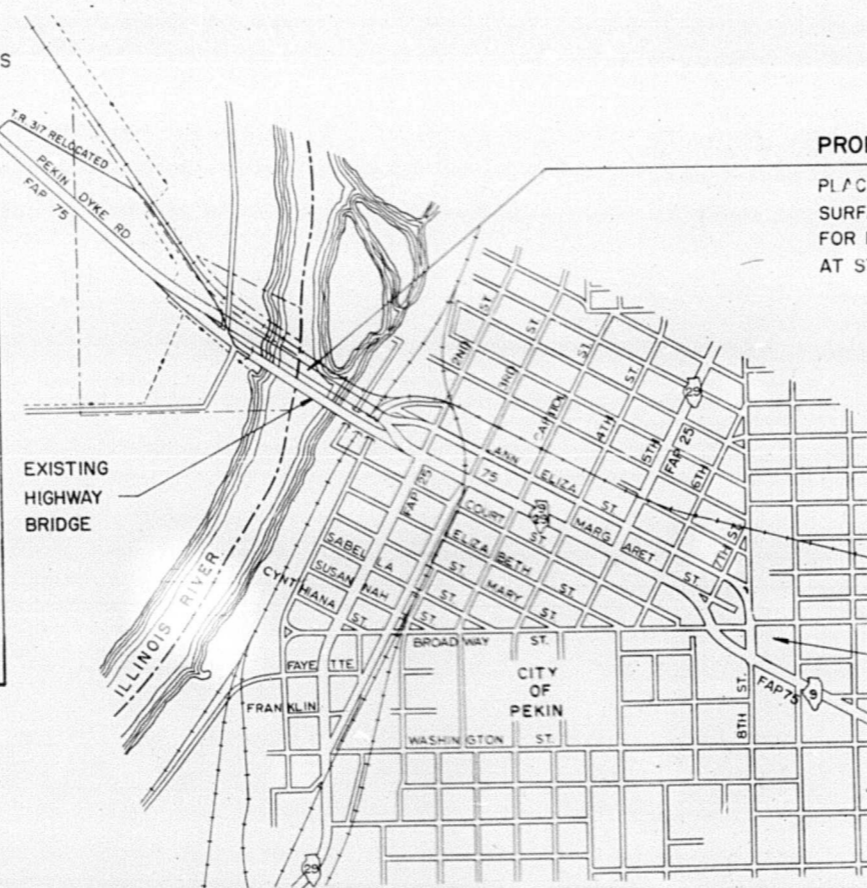 S
T.R. 317 RELOCATED
PEKIN DYKE RD
FAP 75
PLAC
SURF
FOR
AT S
EXISTING
HIGHWAY
BRIDGE
ILLINOIS RIVER
2ND ST.
3RD ST.
CAPITOL ST.
4TH ST.
5TH
FAP 25
29
6TH
7TH ST.
ANN ELIZA ST
75
FAP 25
COURT ST.
MARGARET ST.
ELIZABETH ST.
MARY ST.
ISABELLA ST.
SUSANNAH ST.
CYNTHIANA ST.
BROADWAY ST.
FAYETTE
FRANKLIN
WASHINGTON ST.
CITY
OF
PEKIN
8TH ST.
FAP 75
9
29